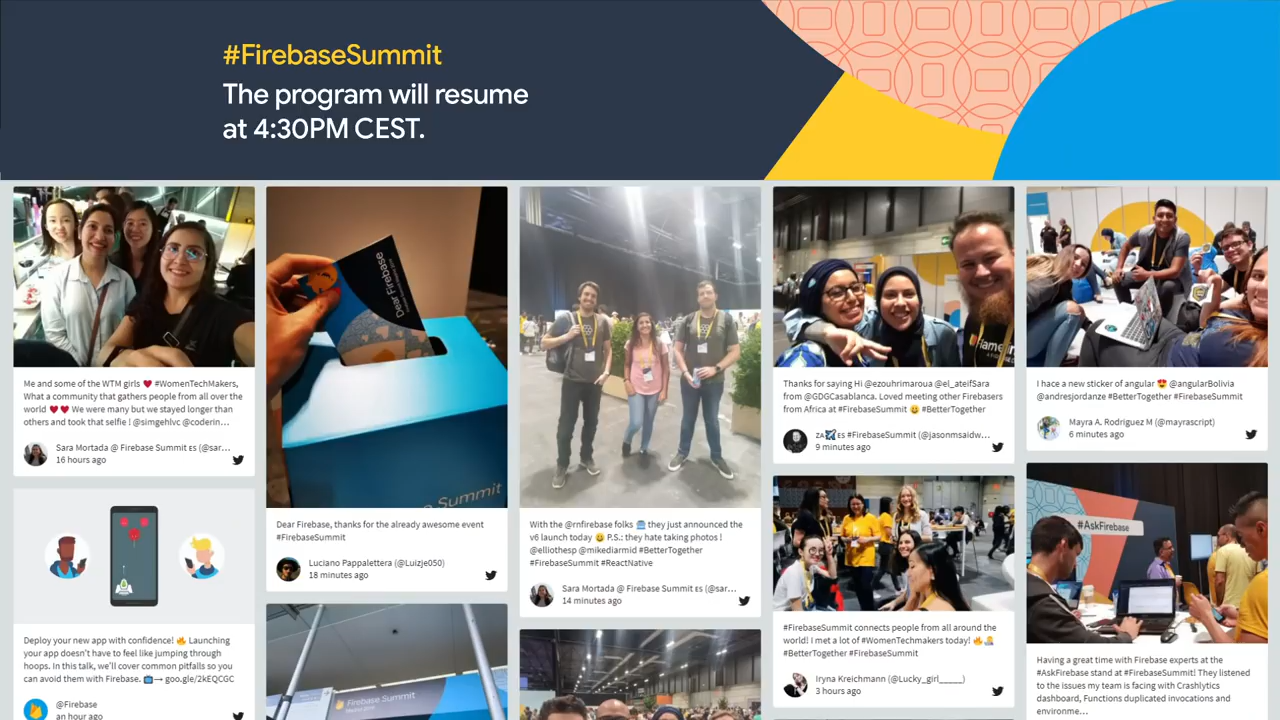 #FirebaseSummit
The program will resume
at 4:30PM CEST.
Me and some of the WTM girls ♥ #WomenTechMakers,
What a community that gathers people from all over the
world ♥ ♥ We were many but we stayed longer than
others and took that selfie ! @simgehlvc @coderin…
Sara Mortada @ Firebase Summit ᴇs (@sar…
16 hours ago
Deploy your new app with confidence! 🔥 Launching
your app doesn't have to feel like jumping through
hoops. In this talk, we'll cover common pitfalls so you
can avoid them with Firebase. 📺→ goo.gle/2kEQCGC
@Firebase
an hour ago
Dear Firebase
Summit
Dear Firebase, thanks for the already awesome event
#FirebaseSummit
Luciano Pappalettera (@Luizje050)
18 minutes ago
Firebase Summit
With the @rnfirebase folks they just announced the
v6 launch today 😀 P.S.: they hate taking photos !
@elliothesp @mikediarmid #BetterTogether
#FirebaseSummit #ReactNative
Sara Mortada @ Firebase Summit ᴇs (@sar…
14 minutes ago
Thanks for saying Hi @ezouhrimaroua @el_ateifSara
from @GDGCasablanca. Loved meeting other Firebasers
from Africa at #FirebaseSummit 😀 #BetterTogether
ᴢᴀ✈ᴇs #FirebaseSummit (@jasonmsaidw…
9 minutes ago
#FirebaseSummit connects people from all around the
world! I met a lot of #WomenTechmakers today! 🔥
#BetterTogether #FirebaseSummit
Iryna Kreichmann (@Lucky_girl_____)
3 hours ago
I hace a new sticker of angular 😍 @angularBolivia
@andresjordanze #BetterTogether #FirebaseSummit
Mayra A. Rodriguez M (@mayrascript)
6 minutes ago
#AskFirebase
Having a great time with Firebase experts at the
#AskFirebase stand at #FirebaseSummit! They listened
to the issues my team is facing with Crashlytics
dashboard, Functions duplicated invocations and
environme…